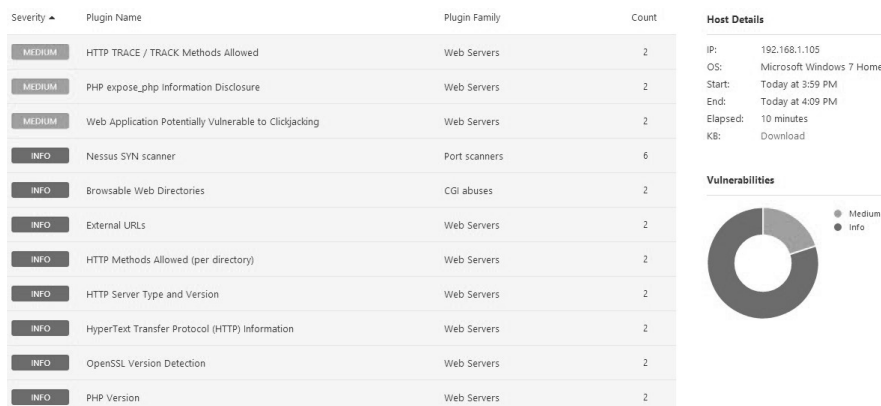 Severity Plugin Name Plugin Family Count
MEDIUM HTTP TRACE / TRACK Methods Allowed Web Servers 2
MEDIUM PHP expose_php Information Disclosure Web Servers 2
MEDIUM Web Application Potentially Vulnerable to Clickjacking Web Servers 2
INFO Nessus SYN scanner Port scanners 6
INFO Browsable Web Directories CGI abuses 2
INFO External URLs Web Servers 2
INFO HTTP Methods Allowed (per directory) Web Servers 2
INFO HTTP Server Type and Version Web Servers 2
INFO HyperText Transfer Protocol (HTTP) Information Web Servers 2
INFO OpenSSL Version Detection Web Servers 2
INFO PHP Version Web Servers 2
Host Details
IP: 192.168.1.105
OS: Microsoft Windows 7 Home
Start: Today at 3:59 PM
End: Today at 4:09 PM
Elapsed: 10 minutes
KB: Download
Vulnerabilities
Medium
Info